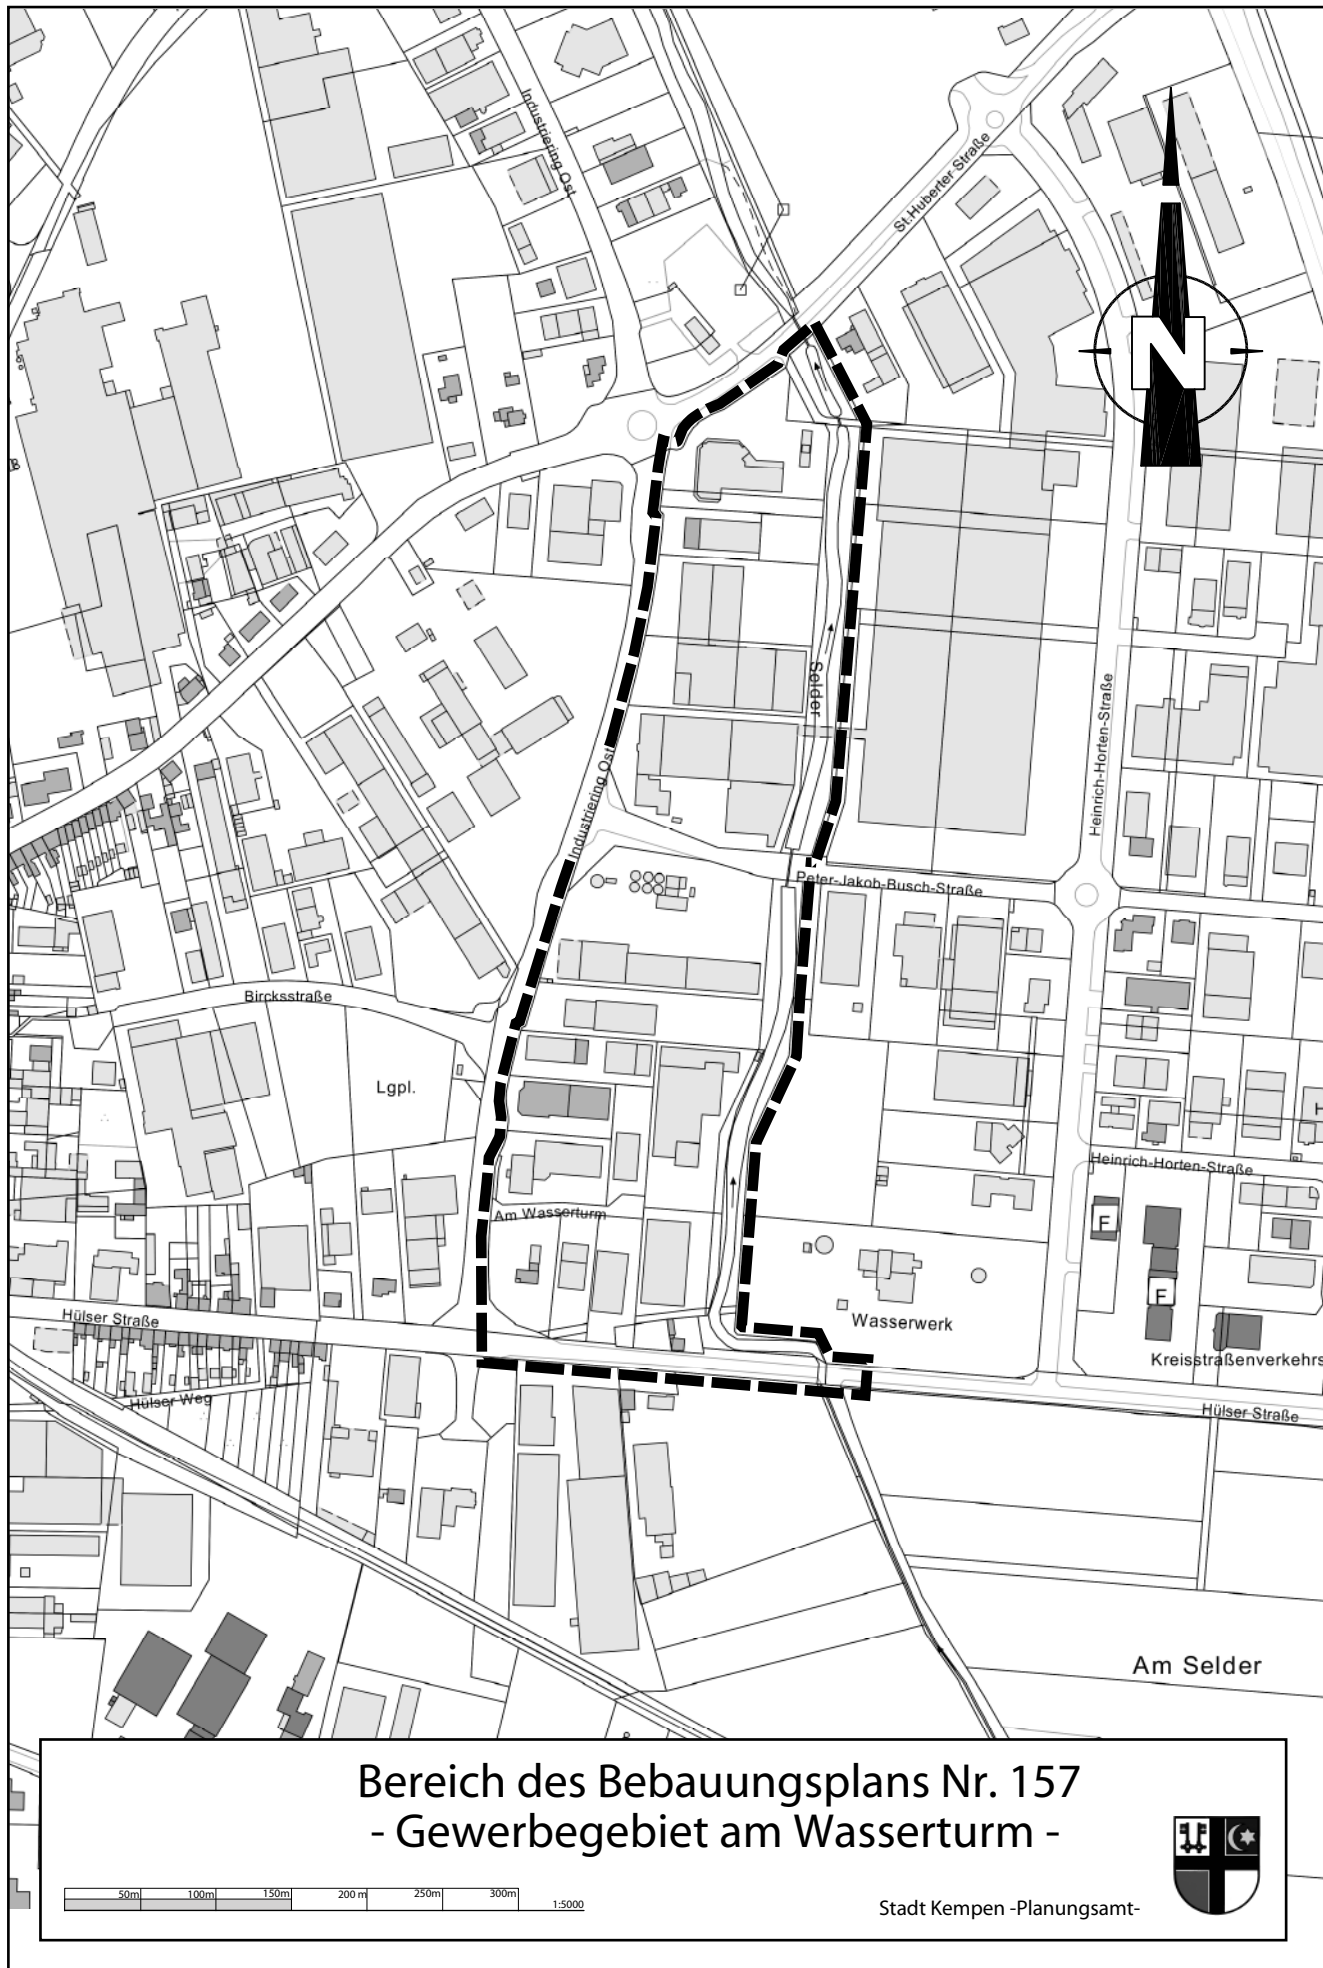 Industriering Ost
St.Huberter Straße
N
Selder
Heinrich-Horten-Straße
Industriering Ost
Peter-Jakob-Busch-Straße
Bircksstraße
Lgpl.
H
Heinrich-Horten-Straße
Am Wasserturm
F
F
Hülser Straße
Wasserwerk
Kreisstraßenverkehrs
Hülser Weg
Hülser Straße
Am Selder
Bereich des Bebauungsplans Nr. 157
- Gewerbegebiet am Wasserturm -
50m 100m 150m 200 m 250m 300m
1:5000
Stadt Kempen -Planungsamt-